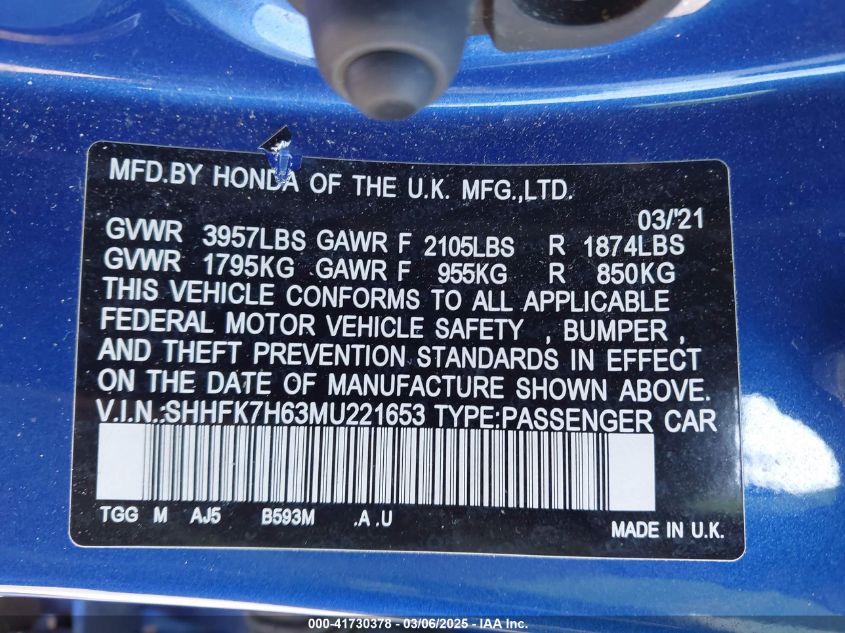 MFD.BY HONDA OF THE U.K. MFG.,LTD.
03/'21
GVWR 3957LBS GAWR F 2105LBS R 1874LBS
GVWR 1795KG GAWR F 955KG R 850KG
THIS VEHICLE CONFORMS TO ALL APPLICABLE
FEDERAL MOTOR VEHICLE SAFETY , BUMPER ,
AND THEFT PREVENTION STANDARDS IN EFFECT
ON THE DATE OF MANUFACTURE SHOWN ABOVE.
V.I.N.:SHHFK7H63MU221653 TYPE:PASSENGER CAR
TGG M AJ5 B593M .A .U
MADE IN U.K.
000-41730378 - 03/06/2025 - IAA Inc.